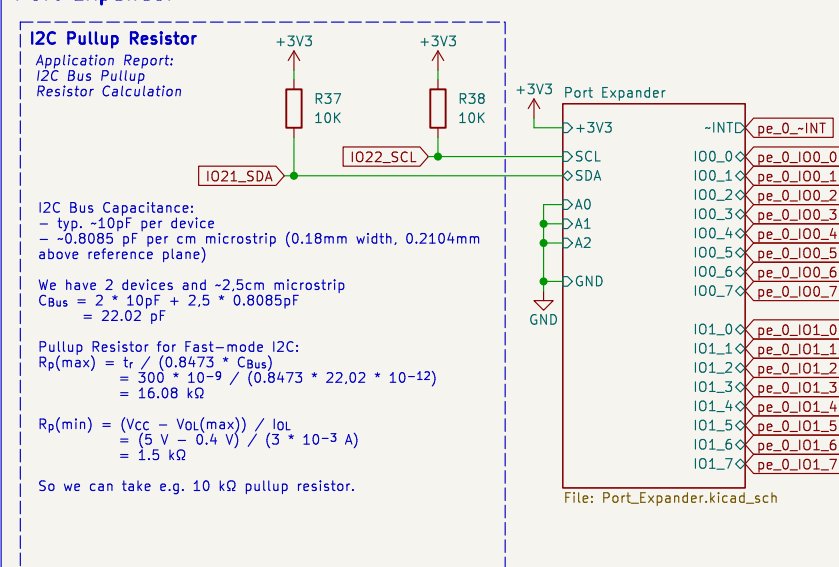 I2C Pullup Resistor
Application Report:
I2C Bus Pullup
Resistor Calculation
+3V3
+3V3
R37
10K
R38
10K
IO22_SCL
IO21_SDA
I2C Bus Capacitance:
– typ. ~10pF per device
– ~0.8085 pF per cm microstrip (0.18mm width, 0.2104mm
above reference plane)
We have 2 devices and ~2,5cm microstrip
CBus = 2 * 10pF + 2,5 * 0.8085pF
= 22.02 pF
Pullup Resistor for Fast-mode I2C:
Rp(max) = tr / (0.8473 * CBus)
= 300 * 10-9 / (0.8473 * 22,02 * 10-12)
= 16.08 kΩ
Rp(min) = (VCC – VOL(max)) / IOL
= (5 V – 0.4 V) / (3 * 10-3 A)
= 1.5 kΩ
So we can take e.g. 10 kΩ pullup resistor.
+3V3
Port Expander
+3V3
SCL
SDA
A0
A1
A2
GND
GND
~INT
IO0_0
IO0_1
IO0_2
IO0_3
IO0_4
IO0_5
IO0_6
IO0_7
IO1_0
IO1_1
IO1_2
IO1_3
IO1_4
IO1_5
IO1_6
IO1_7
pe_0_~INT
pe_0_IO0_0
pe_0_IO0_1
pe_0_IO0_2
pe_0_IO0_3
pe_0_IO0_4
pe_0_IO0_5
pe_0_IO0_6
pe_0_IO0_7
pe_0_IO1_0
pe_0_IO1_1
pe_0_IO1_2
pe_0_IO1_3
pe_0_IO1_4
pe_0_IO1_5
pe_0_IO1_6
pe_0_IO1_7
File: Port_Expander.kicad_sch